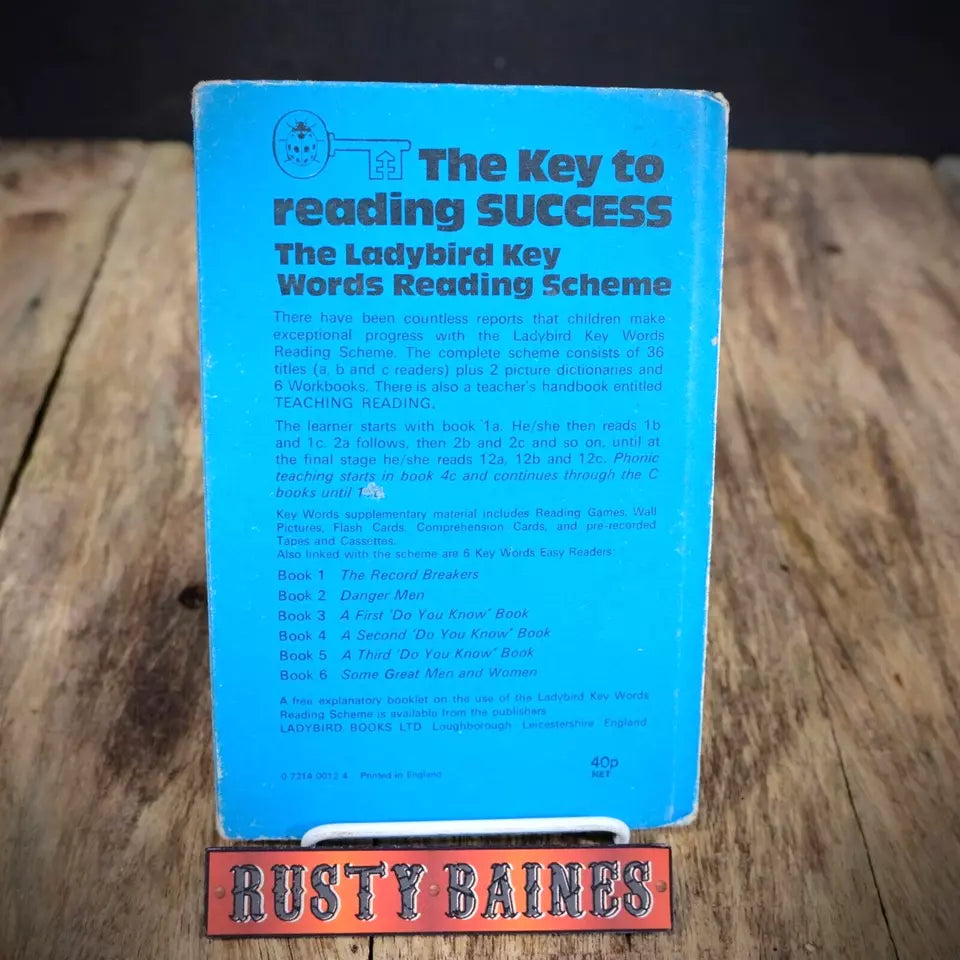 The Key to
reading SUCCESS
The Ladybird Key
Words Reading Scheme
There have been countless reports that children make
exceptional progress with the Ladybird Key Words
Reading Scheme. The complete scheme consists of 36
titles (a, b and c readers) plus 2 picture dictionaries and
6 Workbooks. There is also a teacher's handbook entitled
TEACHING READING.
The learner starts with book 1a. He/she then reads 1b
and 1c. 2a follows, then 2b and 2c and so on, until at
the final stage he/she reads 12a, 12b and 12c. Phonic
teaching starts in book 4c and continues through the C
books until
Key Words supplementary material includes Reading Games, Wall
Pictures, Flash Cards, Comprehension Cards, and pre-recorded
Tapes and Cassettes.
Also linked with the scheme are 6 Key Words Easy Readers:
Book 1 The Record Breakers
Book 2 Danger Men
Book 3 A First 'Do You Know' Book
Book 4 A Second 'Do You Know' Book
Book 5 A Third 'Do You Know' Book
Book 6 Some Great Men and Women
A free explanatory booklet on the use of the Ladybird Key Words
Reading Scheme is available from the publishers
LADYBIRD BOOKS LTD Loughborough Leicestershire England
0 7214 0012 4 Printed in England
40p
NET
RUSTY BAINES